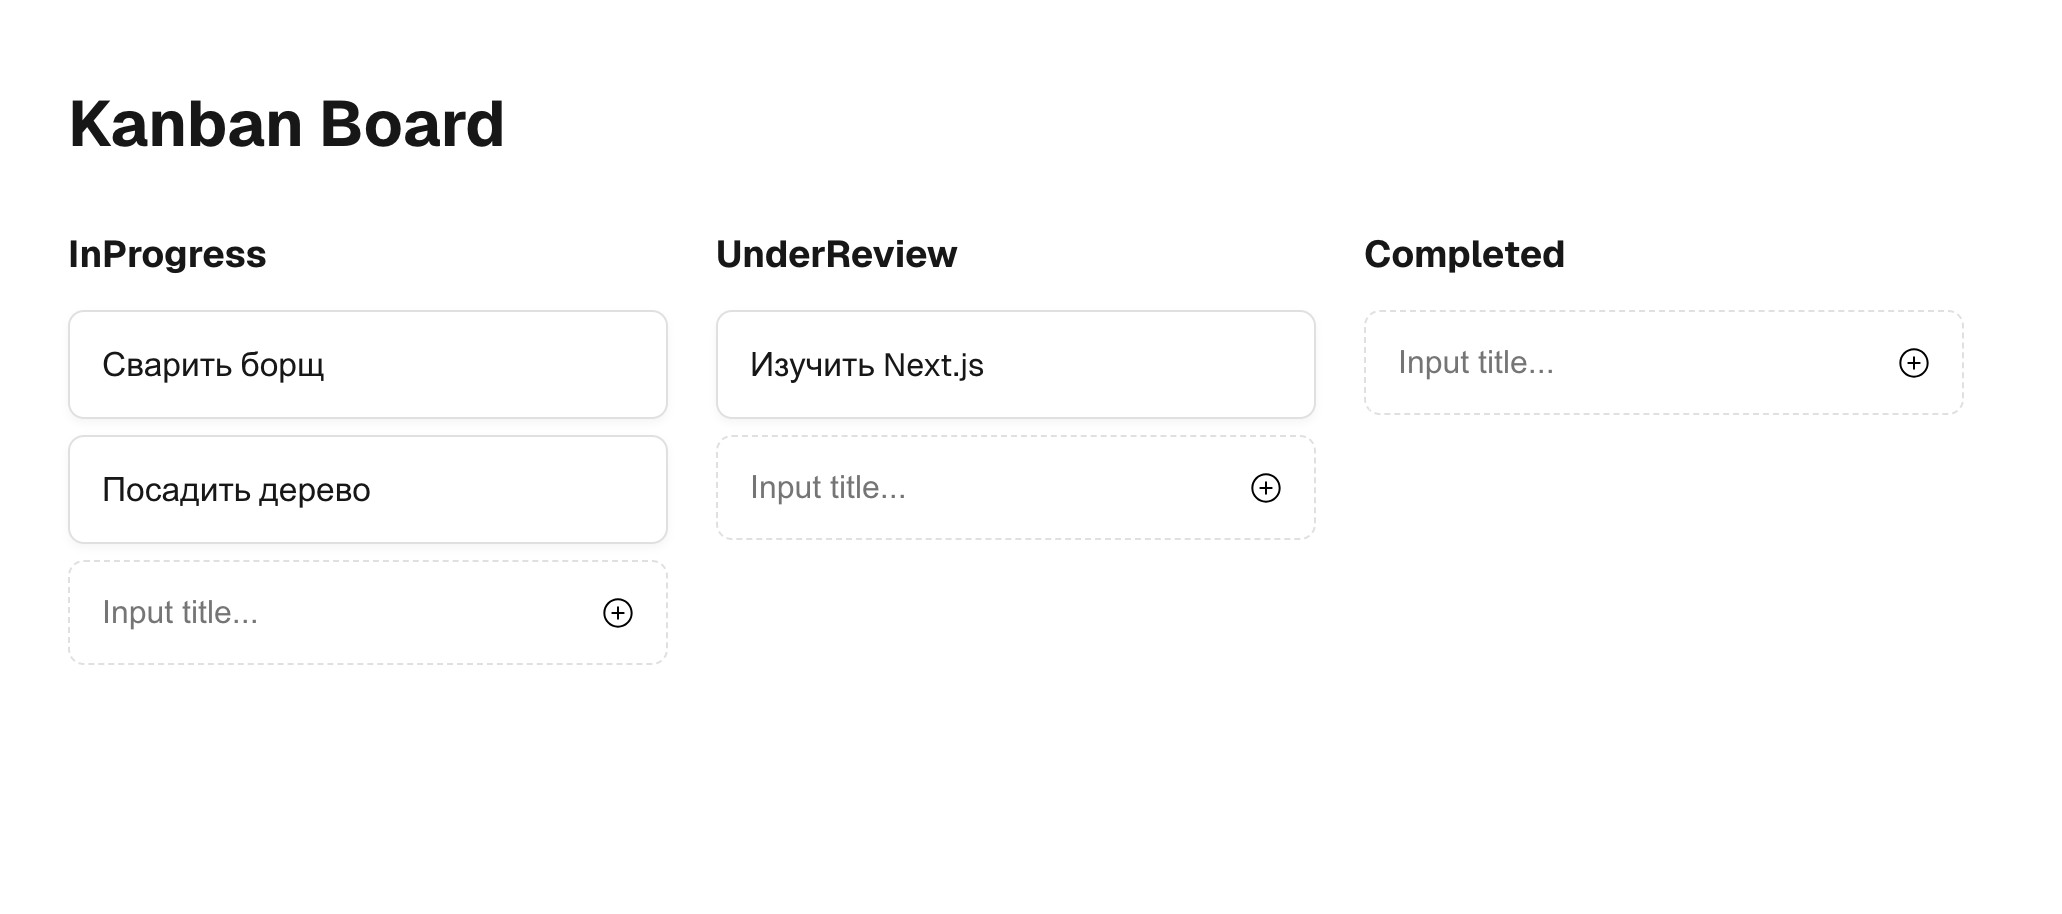 Kanban Board
InProgress
Сварить борщ
Посадить дерево
Input title...
UnderReview
Изучить Next.js
Input title...
Completed
Input title...